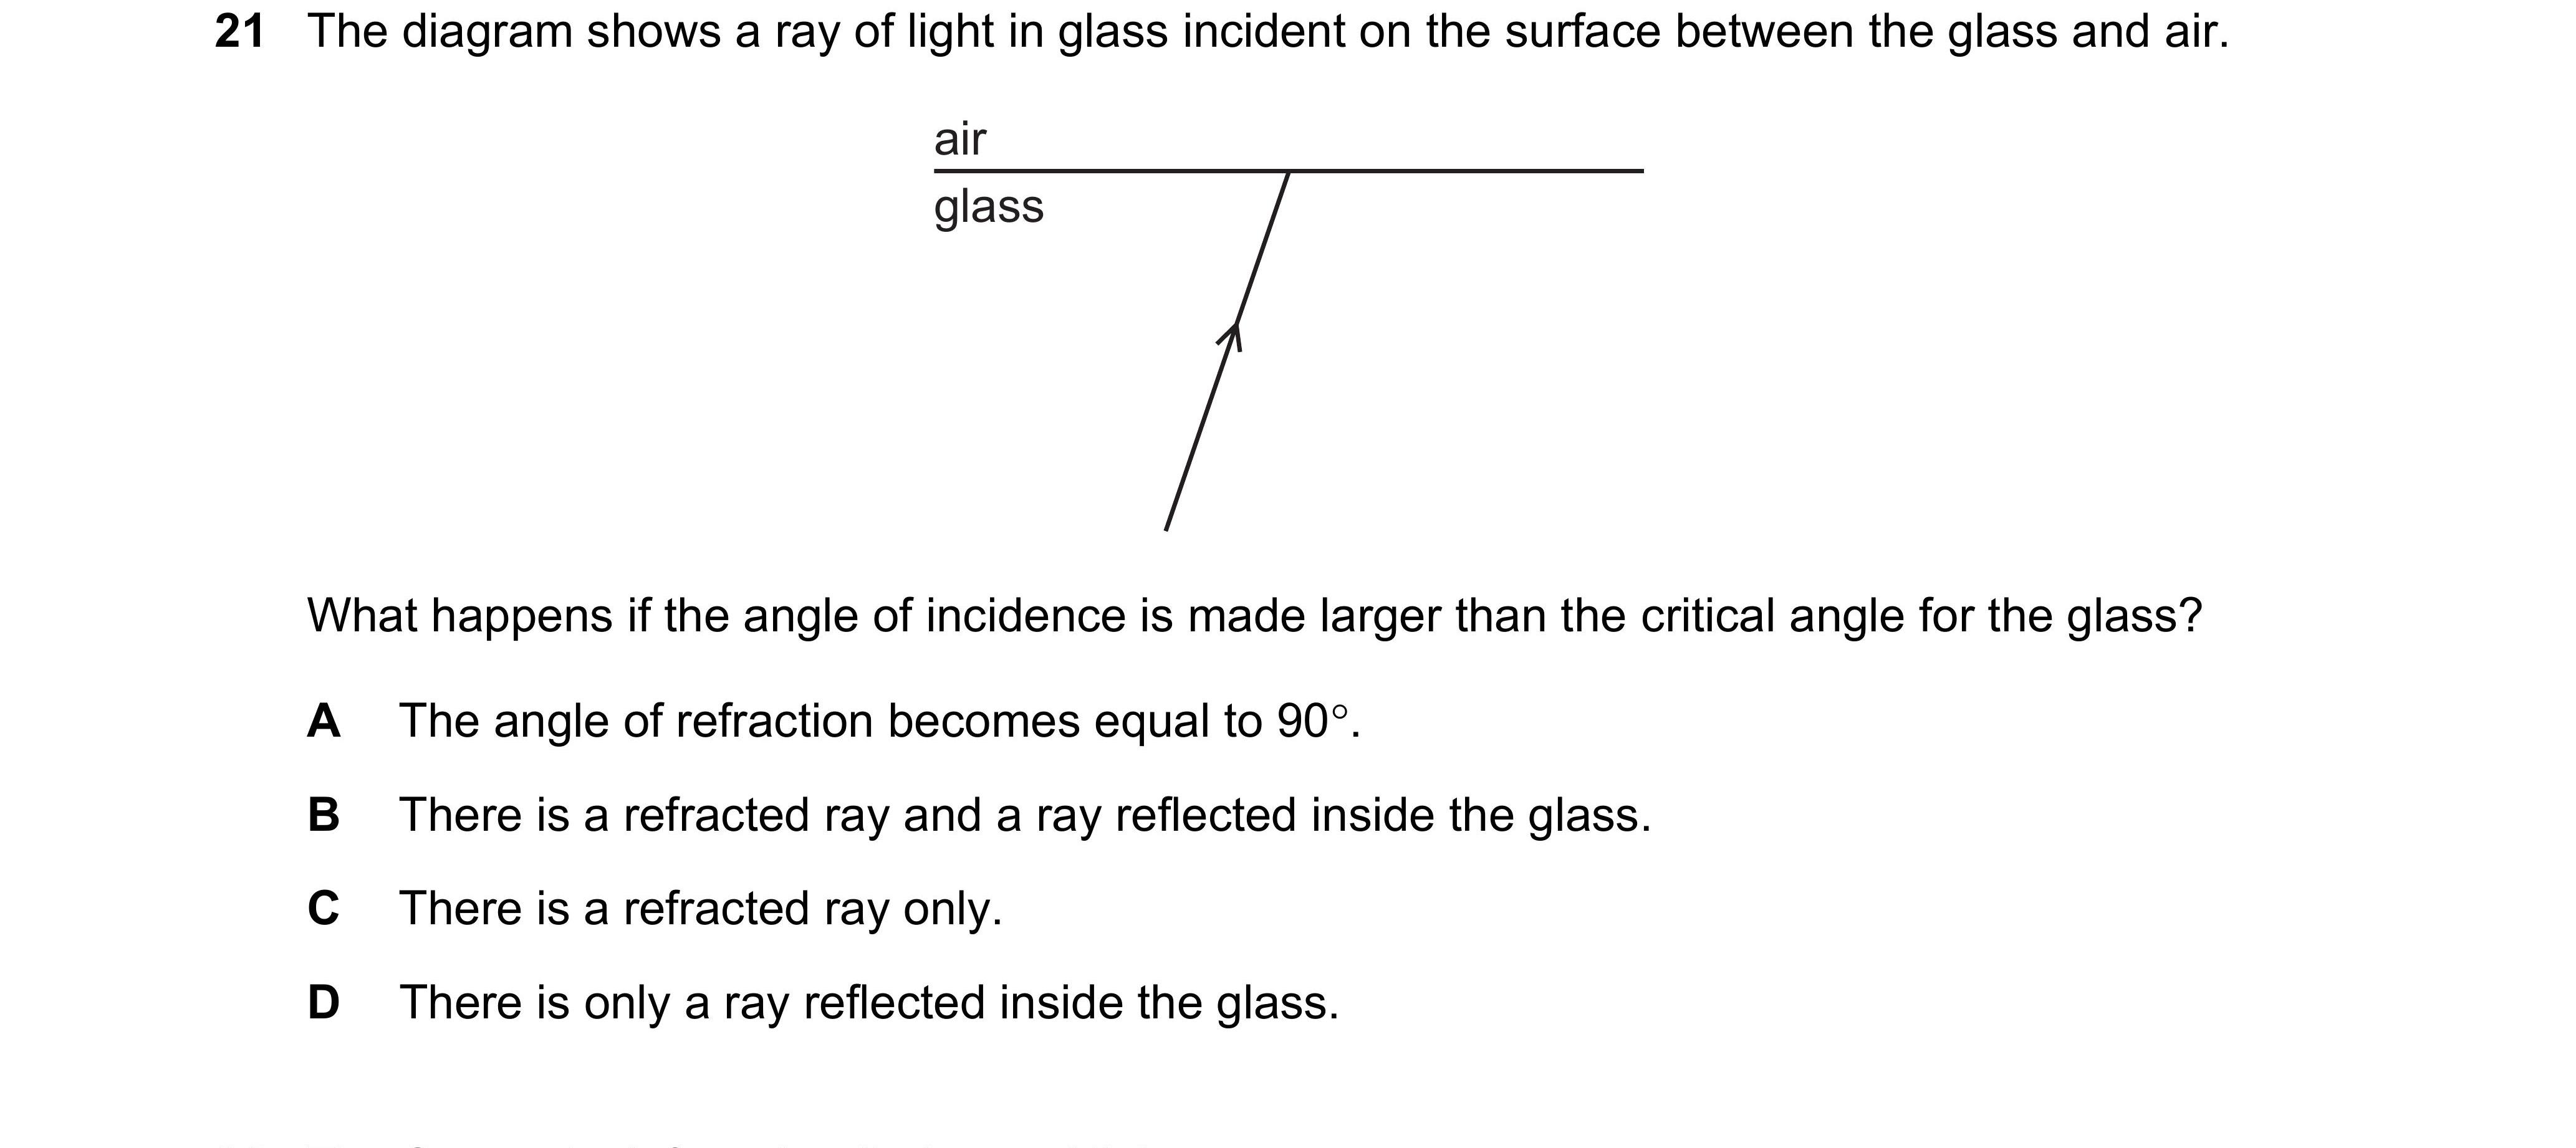 21 The diagram shows a ray of light in glass incident on the surface between the glass and air.
air
glass
What happens if the angle of incidence is made larger than the critical angle for the glass?
A The angle of refraction becomes equal to 90°.
B There is a refracted ray and a ray reflected inside the glass.
C There is a refracted ray only.
D There is only a ray reflected inside the glass.